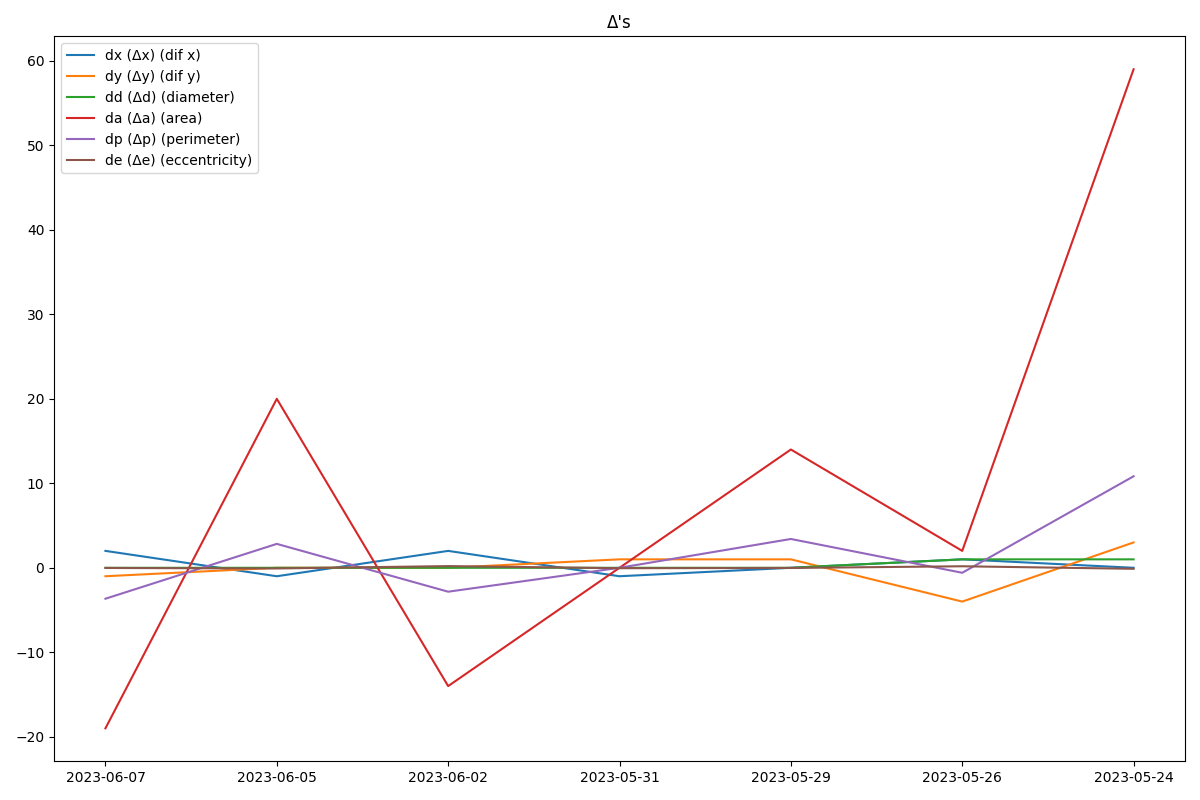 Δ's
dx (Δx) (dif x)
dy (Δy) (dif y)
dd (Δd) (diameter)
da (Δa) (area)
dp (Δp) (perimeter)
de (Δe) (eccentricity)
60
50
40
30
20
10
0
−10
−20
2023-06-07 2023-06-05 2023-06-02 2023-05-31 2023-05-29 2023-05-26 2023-05-24